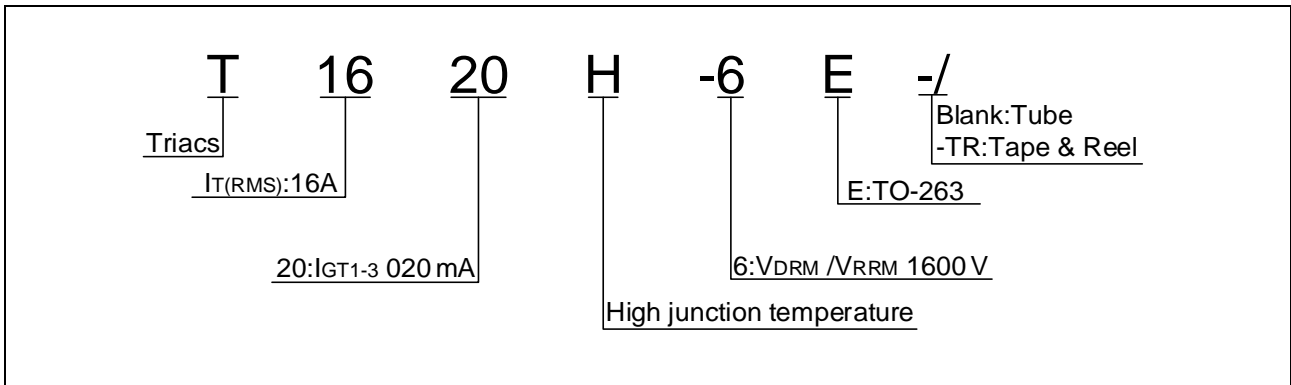 T 16 20 H -6 E -/
Blank:Tube
Triacs
-TR:Tape & Reel
IT(RMS):16A
E:TO-263
20:IGT1-3 020 mA
6:VDRM /VRRM 1600 V
High junction temperature